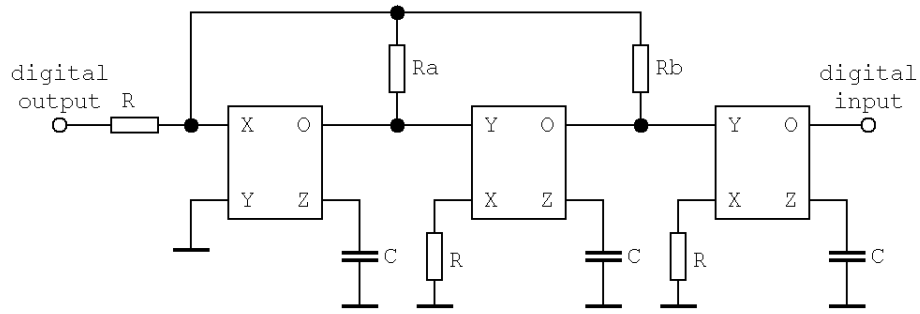 Ra
Rb
digital
output
R
digital
input
X O
Y Z
Y O
X Z
Y O
X Z
C
R
C
R
C